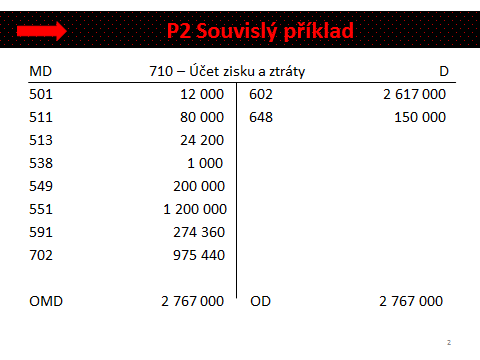 P2 Souvislý příklad
MD 710 – Účet zisku a ztráty D
501 12 000 602 2 617 000
511 80 000 648 150 000
513 24 200
538 1 000
549 200 000
551 1 200 000
591 274 360
702 975 440
OMD 2 767 000 OD 2 767 000
2